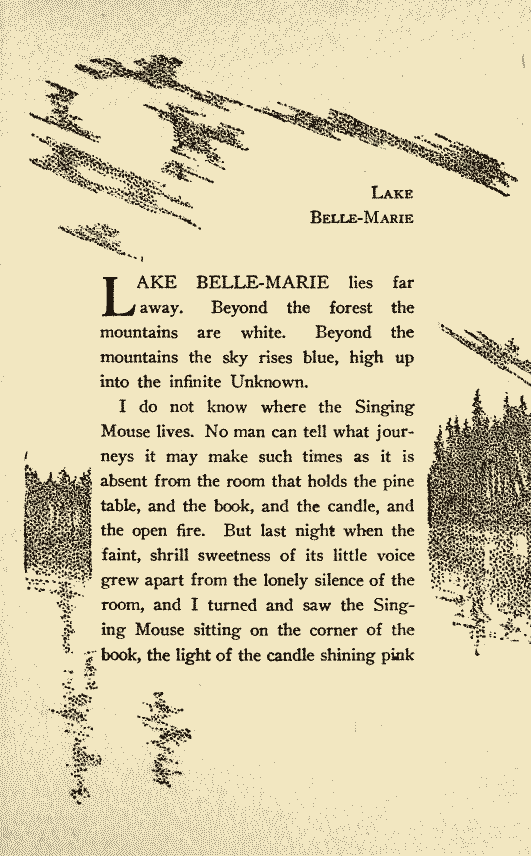 LAKE
BELLE-MARIE
LAKE BELLE-MARIE lies far
away. Beyond the forest the
mountains are white. Beyond the
mountains the sky rises blue, high up
into the infinite Unknown.
I do not know where the Singing
Mouse lives. No man can tell what jour-
neys it may make such times as it is
absent from the room that holds the pine
table, and the book, and the candle, and
the open fire. But last night when the
faint, shrill sweetness of its little voice
grew apart from the lonely silence of the
room, and I turned and saw the Sing-
ing Mouse sitting on the corner of the
book, the light of the candle shining pink